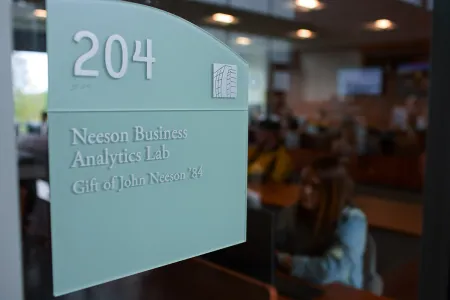 204
Neeson Business
Analytics Lab
Gift of John Neeson '84